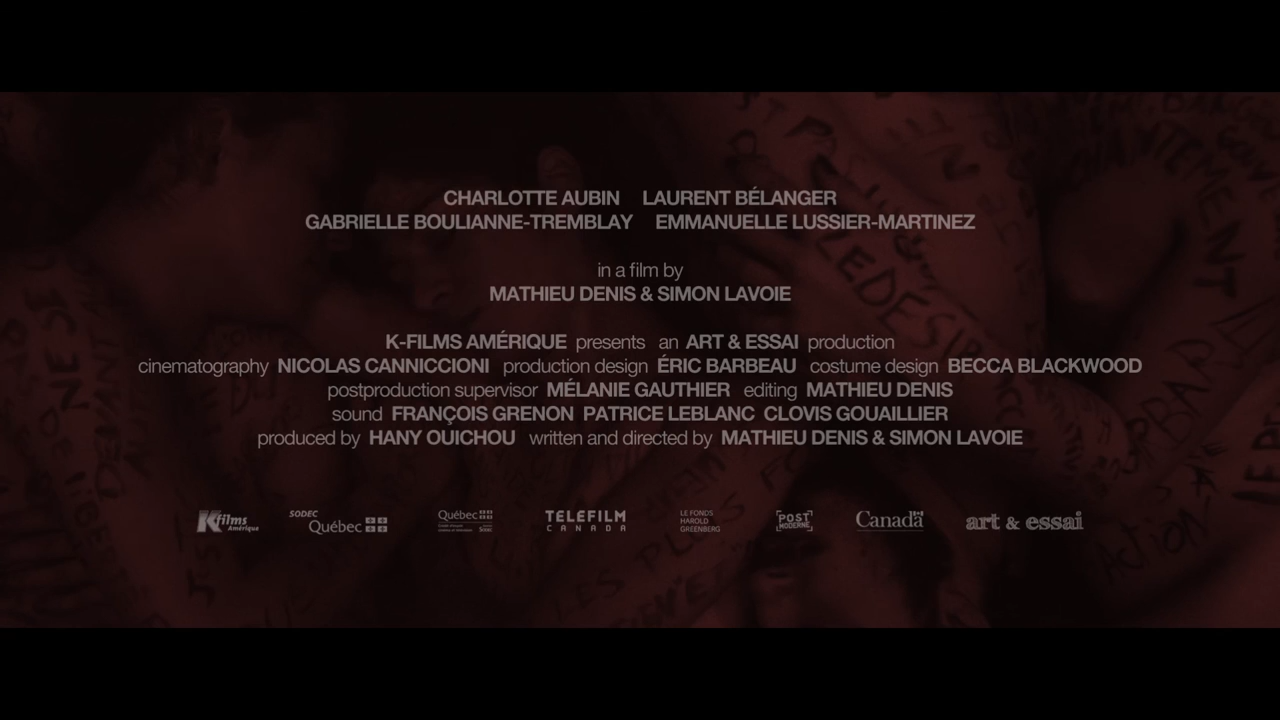 CHARLOTTE AUBIN LAURENT BÉLANGER
GABRIELLE BOULIANNE-TREMBLAY EMMANUELLE LUSSIER-MARTINEZ
in a film by
MATHIEU DENIS & SIMON LAVOIE
K-FILMS AMÉRIQUE presents an ART & ESSAI production
cinematography NICOLAS CANNICCIONI production design ÉRIC BARBEAU costume design BECCA BLACKWOOD
postproduction supervisor MÉLANIE GAUTHIER editing MATHIEU DENIS
sound FRANÇOIS GRENON PATRICE LEBLANC CLOVIS GOUAILLIER
produced by HANY OUICHOU written and directed by MATHIEU DENIS & SIMON LAVOIE
Kfilms Amérique
SODEC Québec
Québec
TELEFILM CANADA
LE FONDS HAROLD GREENBERG
POST MODERNE
Canada
art & essai